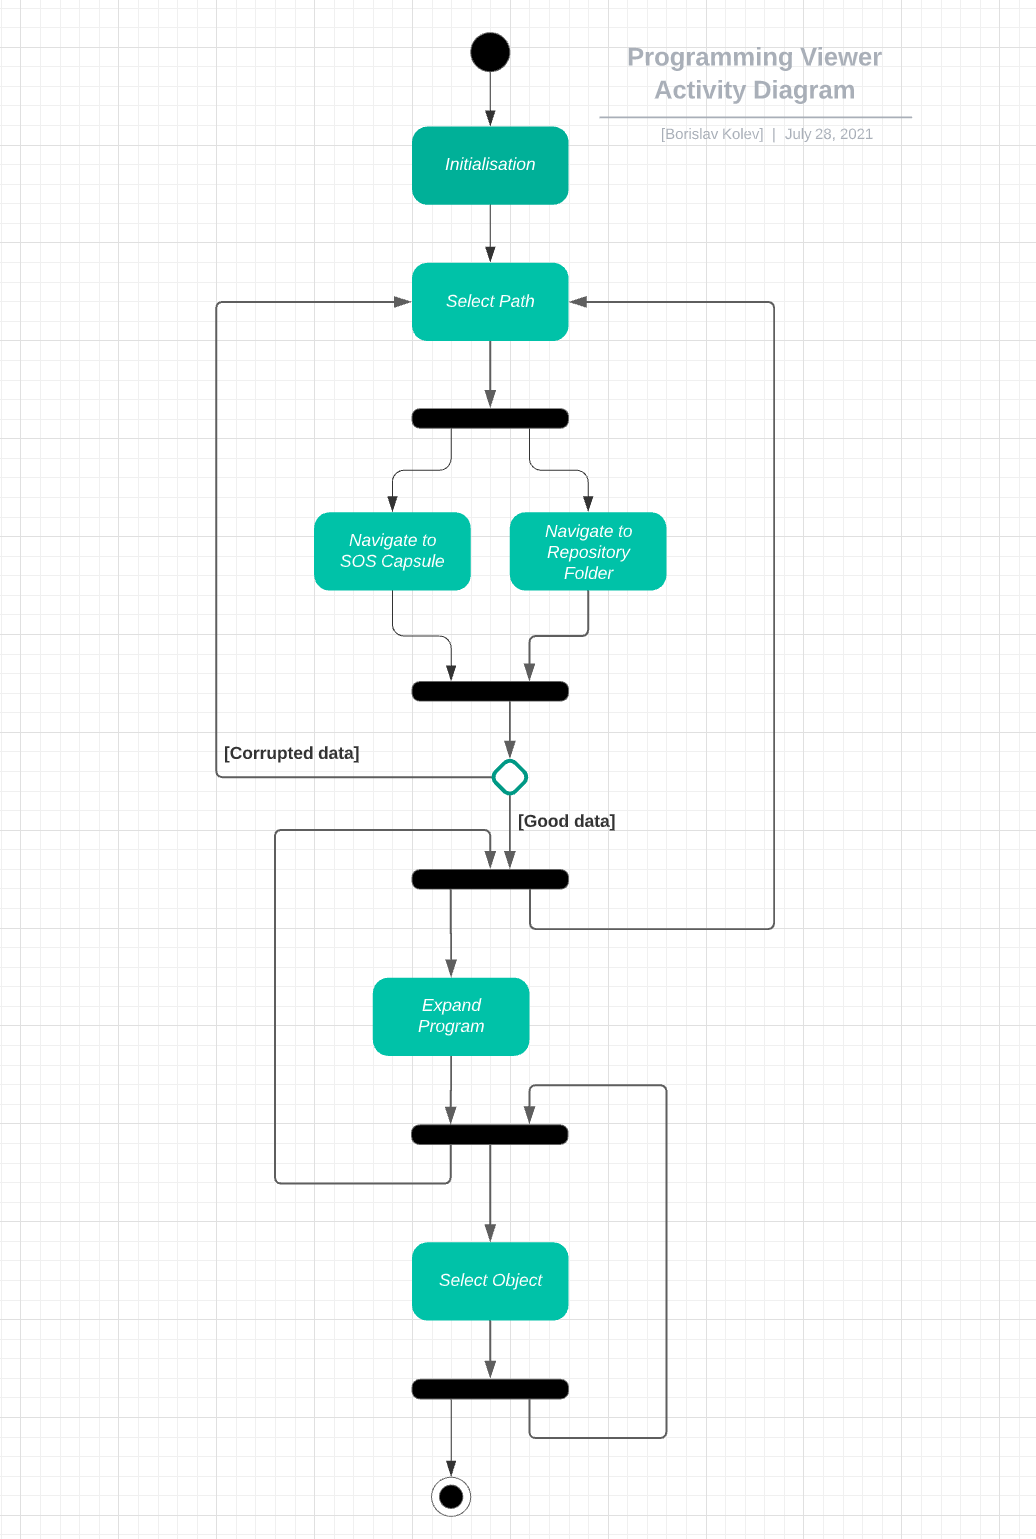 Programming Viewer
Activity Diagram
[Borislav Kolev] | July 28, 2021
Initialisation
Select Path
Navigate to
SOS Capsule
Navigate to
Repository
Folder
[Corrupted data]
[Good data]
Expand
Program
Select Object